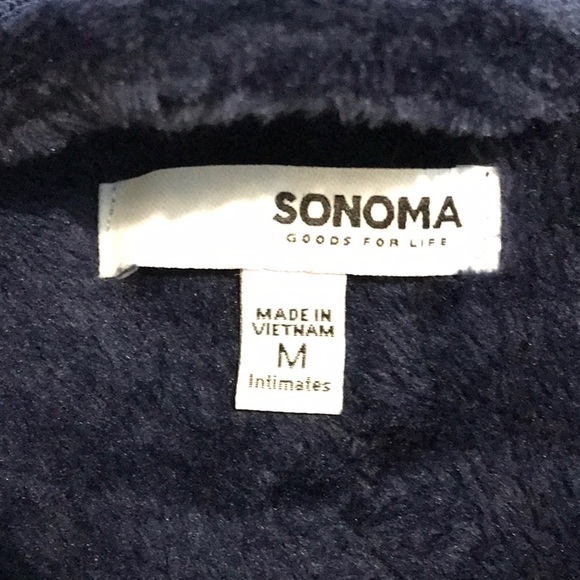 SONOMA
GOODS FOR LIFE
MADE IN
VIETNAM
M
Intimates